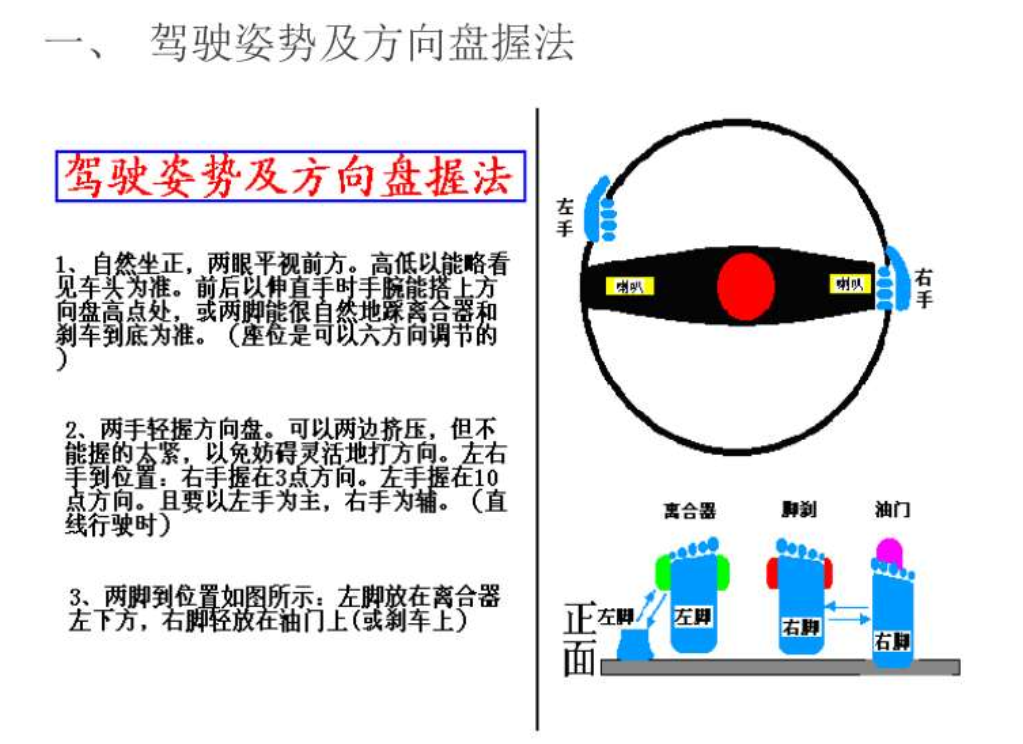 一、 驾驶姿势及方向盘握法
驾驶姿势及方向盘握法
1、自然坐正，两眼平视前方。高低以能略看
见车头为准。前后以伸直手时手腕能搭上方
向盘高点处，或两脚能很自然地踩离合器和
刹车到底为准。（座位是可以六方向调节的
）
2、两手轻握方向盘。可以两边挤压，但不
能握的太紧，以免妨碍灵活地打方向。左右
手到位置：右手握在3点方向。左手握在10
点方向。且要以左手为主，右手为辅。（直
线行驶时）
3、两脚到位置如图所示：左脚放在离合器
左下方，右脚轻放在油门上(或刹车上)
左手
右手
喇叭
喇叭
离合器
脚刹
油门
正面
左脚
左脚
右脚
右脚